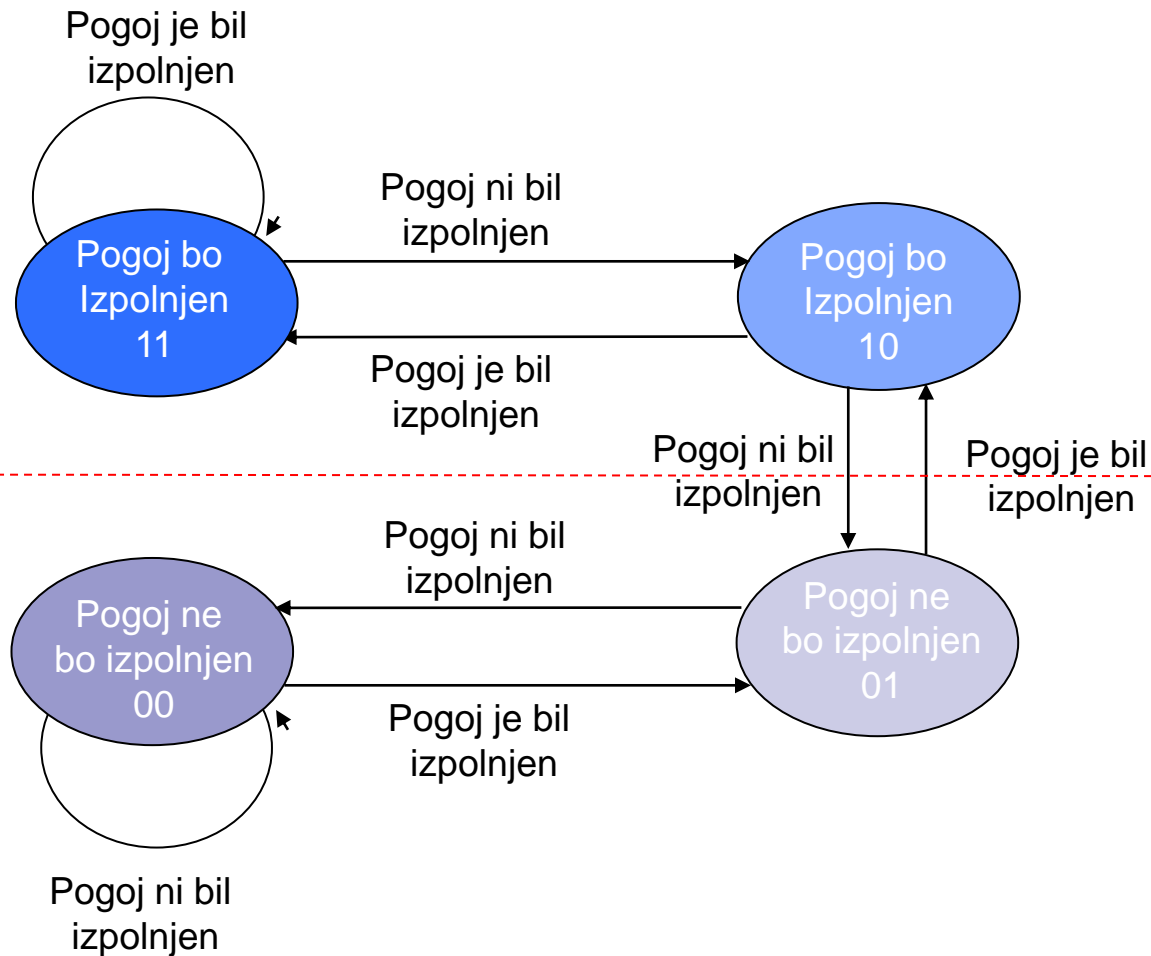 Pogoj je bil
izpolnjen
Pogoj ni bil
izpolnjen
Pogoj bo
Izpolnjen
11
Pogoj bo
Izpolnjen
10
Pogoj je bil
izpolnjen
Pogoj ni bil
izpolnjen
Pogoj je bil
izpolnjen
Pogoj ni bil
izpolnjen
Pogoj ne
bo izpolnjen
00
Pogoj ne
bo izpolnjen
01
Pogoj je bil
izpolnjen
Pogoj ni bil
izpolnjen